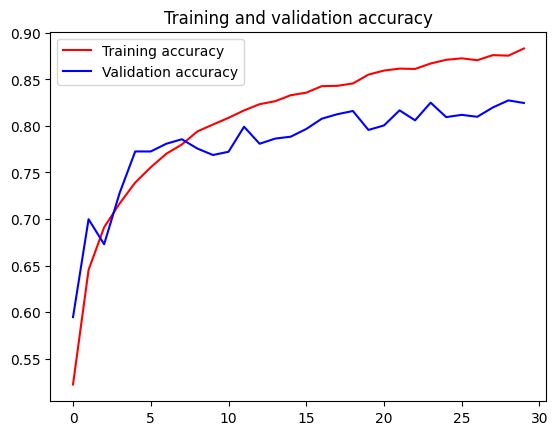 Training and validation accuracy
Training accuracy
Validation accuracy
0.90
0.85
0.80
0.75
0.70
0.65
0.60
0.55
0 5 10 15 20 25 30